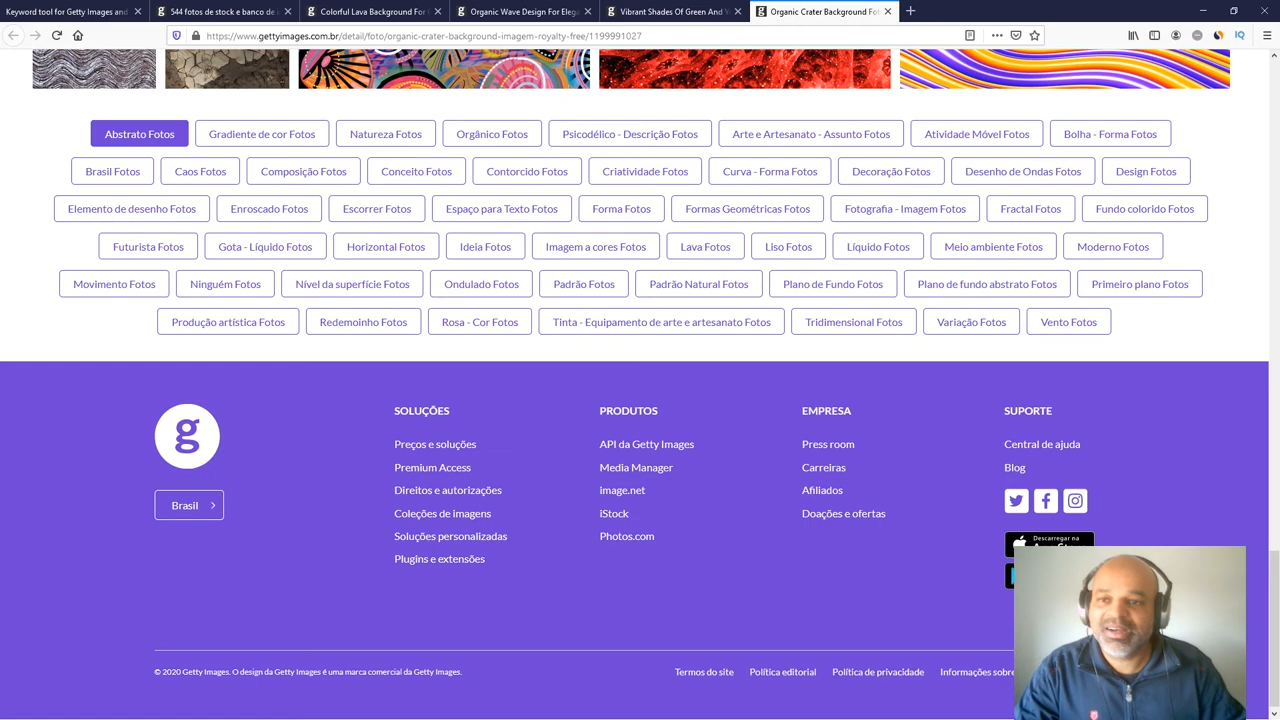 Keyword tool for Getty Images and
544 fotos de stock e banco de
Colorful Lava Background For
Organic Wave Design For Elega
Vibrant Shades Of Green And Y
Organic Crater Background Fo
https://www.gettyimages.com.br/detail/foto/organic-crater-background-imagem-royalty-free/1199991027
IQ
Abstrato Fotos
Gradiente de cor Fotos
Natureza Fotos
Orgânico Fotos
Psicodélico - Descrição Fotos
Arte e Artesanato - Assunto Fotos
Atividade Móvel Fotos
Bolha - Forma Fotos
Brasil Fotos
Caos Fotos
Composição Fotos
Conceito Fotos
Contorcido Fotos
Criatividade Fotos
Curva - Forma Fotos
Decoração Fotos
Desenho de Ondas Fotos
Design Fotos
Elemento de desenho Fotos
Enroscado Fotos
Escorrer Fotos
Espaço para Texto Fotos
Forma Fotos
Formas Geométricas Fotos
Fotografia - Imagem Fotos
Fractal Fotos
Fundo colorido Fotos
Futurista Fotos
Gota - Líquido Fotos
Horizontal Fotos
Ideia Fotos
Imagem a cores Fotos
Lava Fotos
Liso Fotos
Líquido Fotos
Meio ambiente Fotos
Moderno Fotos
Movimento Fotos
Ninguém Fotos
Nível da superfície Fotos
Ondulado Fotos
Padrão Fotos
Padrão Natural Fotos
Plano de Fundo Fotos
Plano de fundo abstrato Fotos
Primeiro plano Fotos
Produção artística Fotos
Redemoinho Fotos
Rosa - Cor Fotos
Tinta - Equipamento de arte e artesanato Fotos
Tridimensional Fotos
Variação Fotos
Vento Fotos
g
Brasil
SOLUÇÕES
Preços e soluções
Premium Access
Direitos e autorizações
Coleções de imagens
Soluções personalizadas
Plugins e extensões
PRODUTOS
API da Getty Images
Media Manager
image.net
iStock
Photos.com
EMPRESA
Press room
Carreiras
Afiliados
Doações e ofertas
SUPORTE
Central de ajuda
Blog
Descarregar na
© 2020 Getty Images. O design da Getty Images é uma marca comercial da Getty Images.
Termos do site
Política editorial
Política de privacidade
Informações sobre